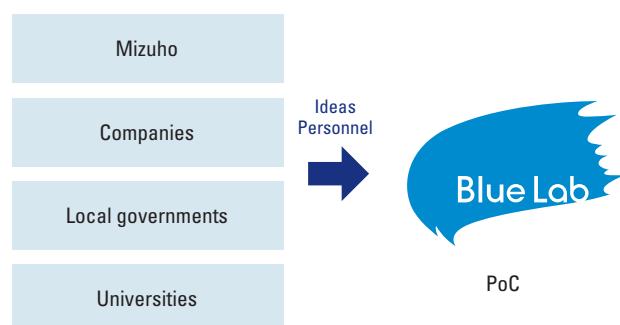 Mizuho
Companies
Local governments
Universities
Ideas
Personnel
Blue Lab
PoC